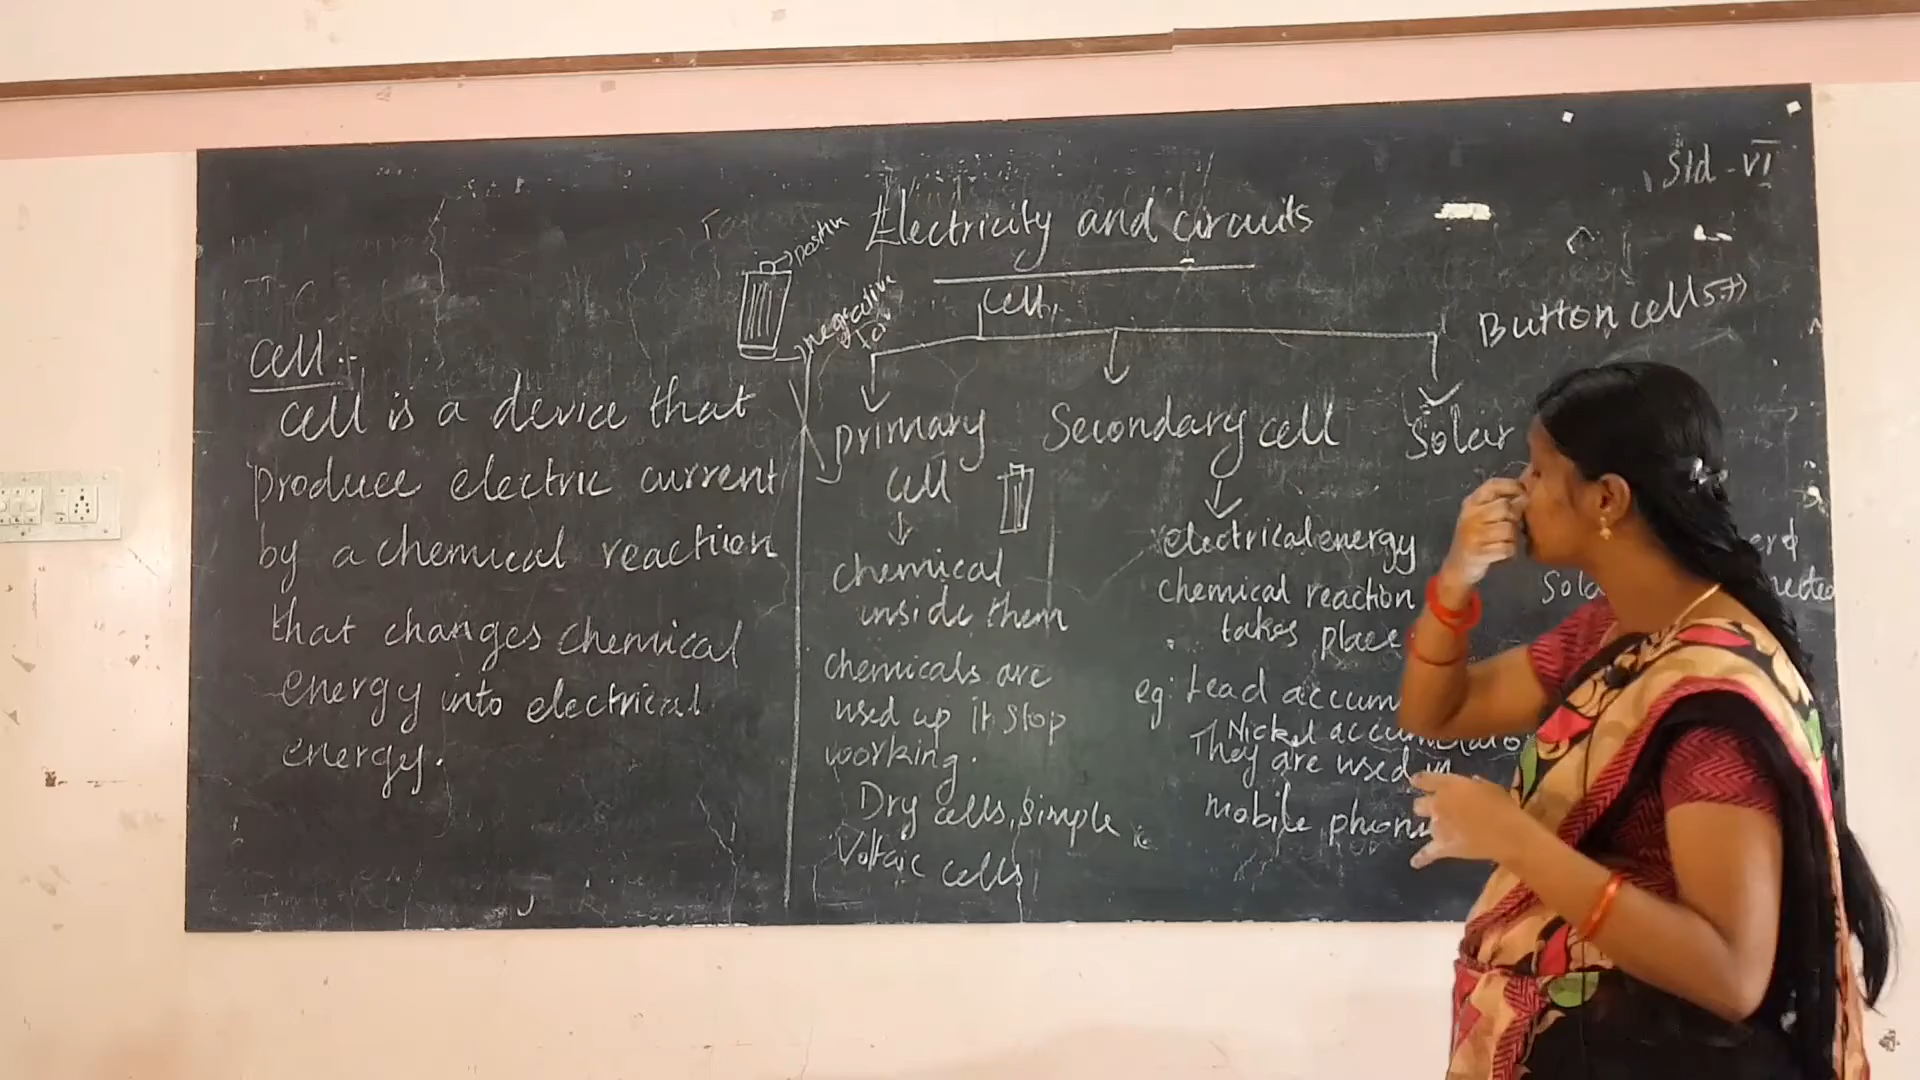 Std - VI
Electricity and circuits
positive
negative
cell
Button cells
cell :-
cell is a device that
produce electric current
by a chemical reaction
that changes chemical
energy into electrical
energy.
primary
cell
chemical
inside them
chemicals are
used up it stop
working.
Dry cells, simple
Voltaic cells
Secondary cell
electrical energy
chemical reaction
takes place
eg: Lead accum
Nickel
They are used in
mobile phon
Solar
Sola